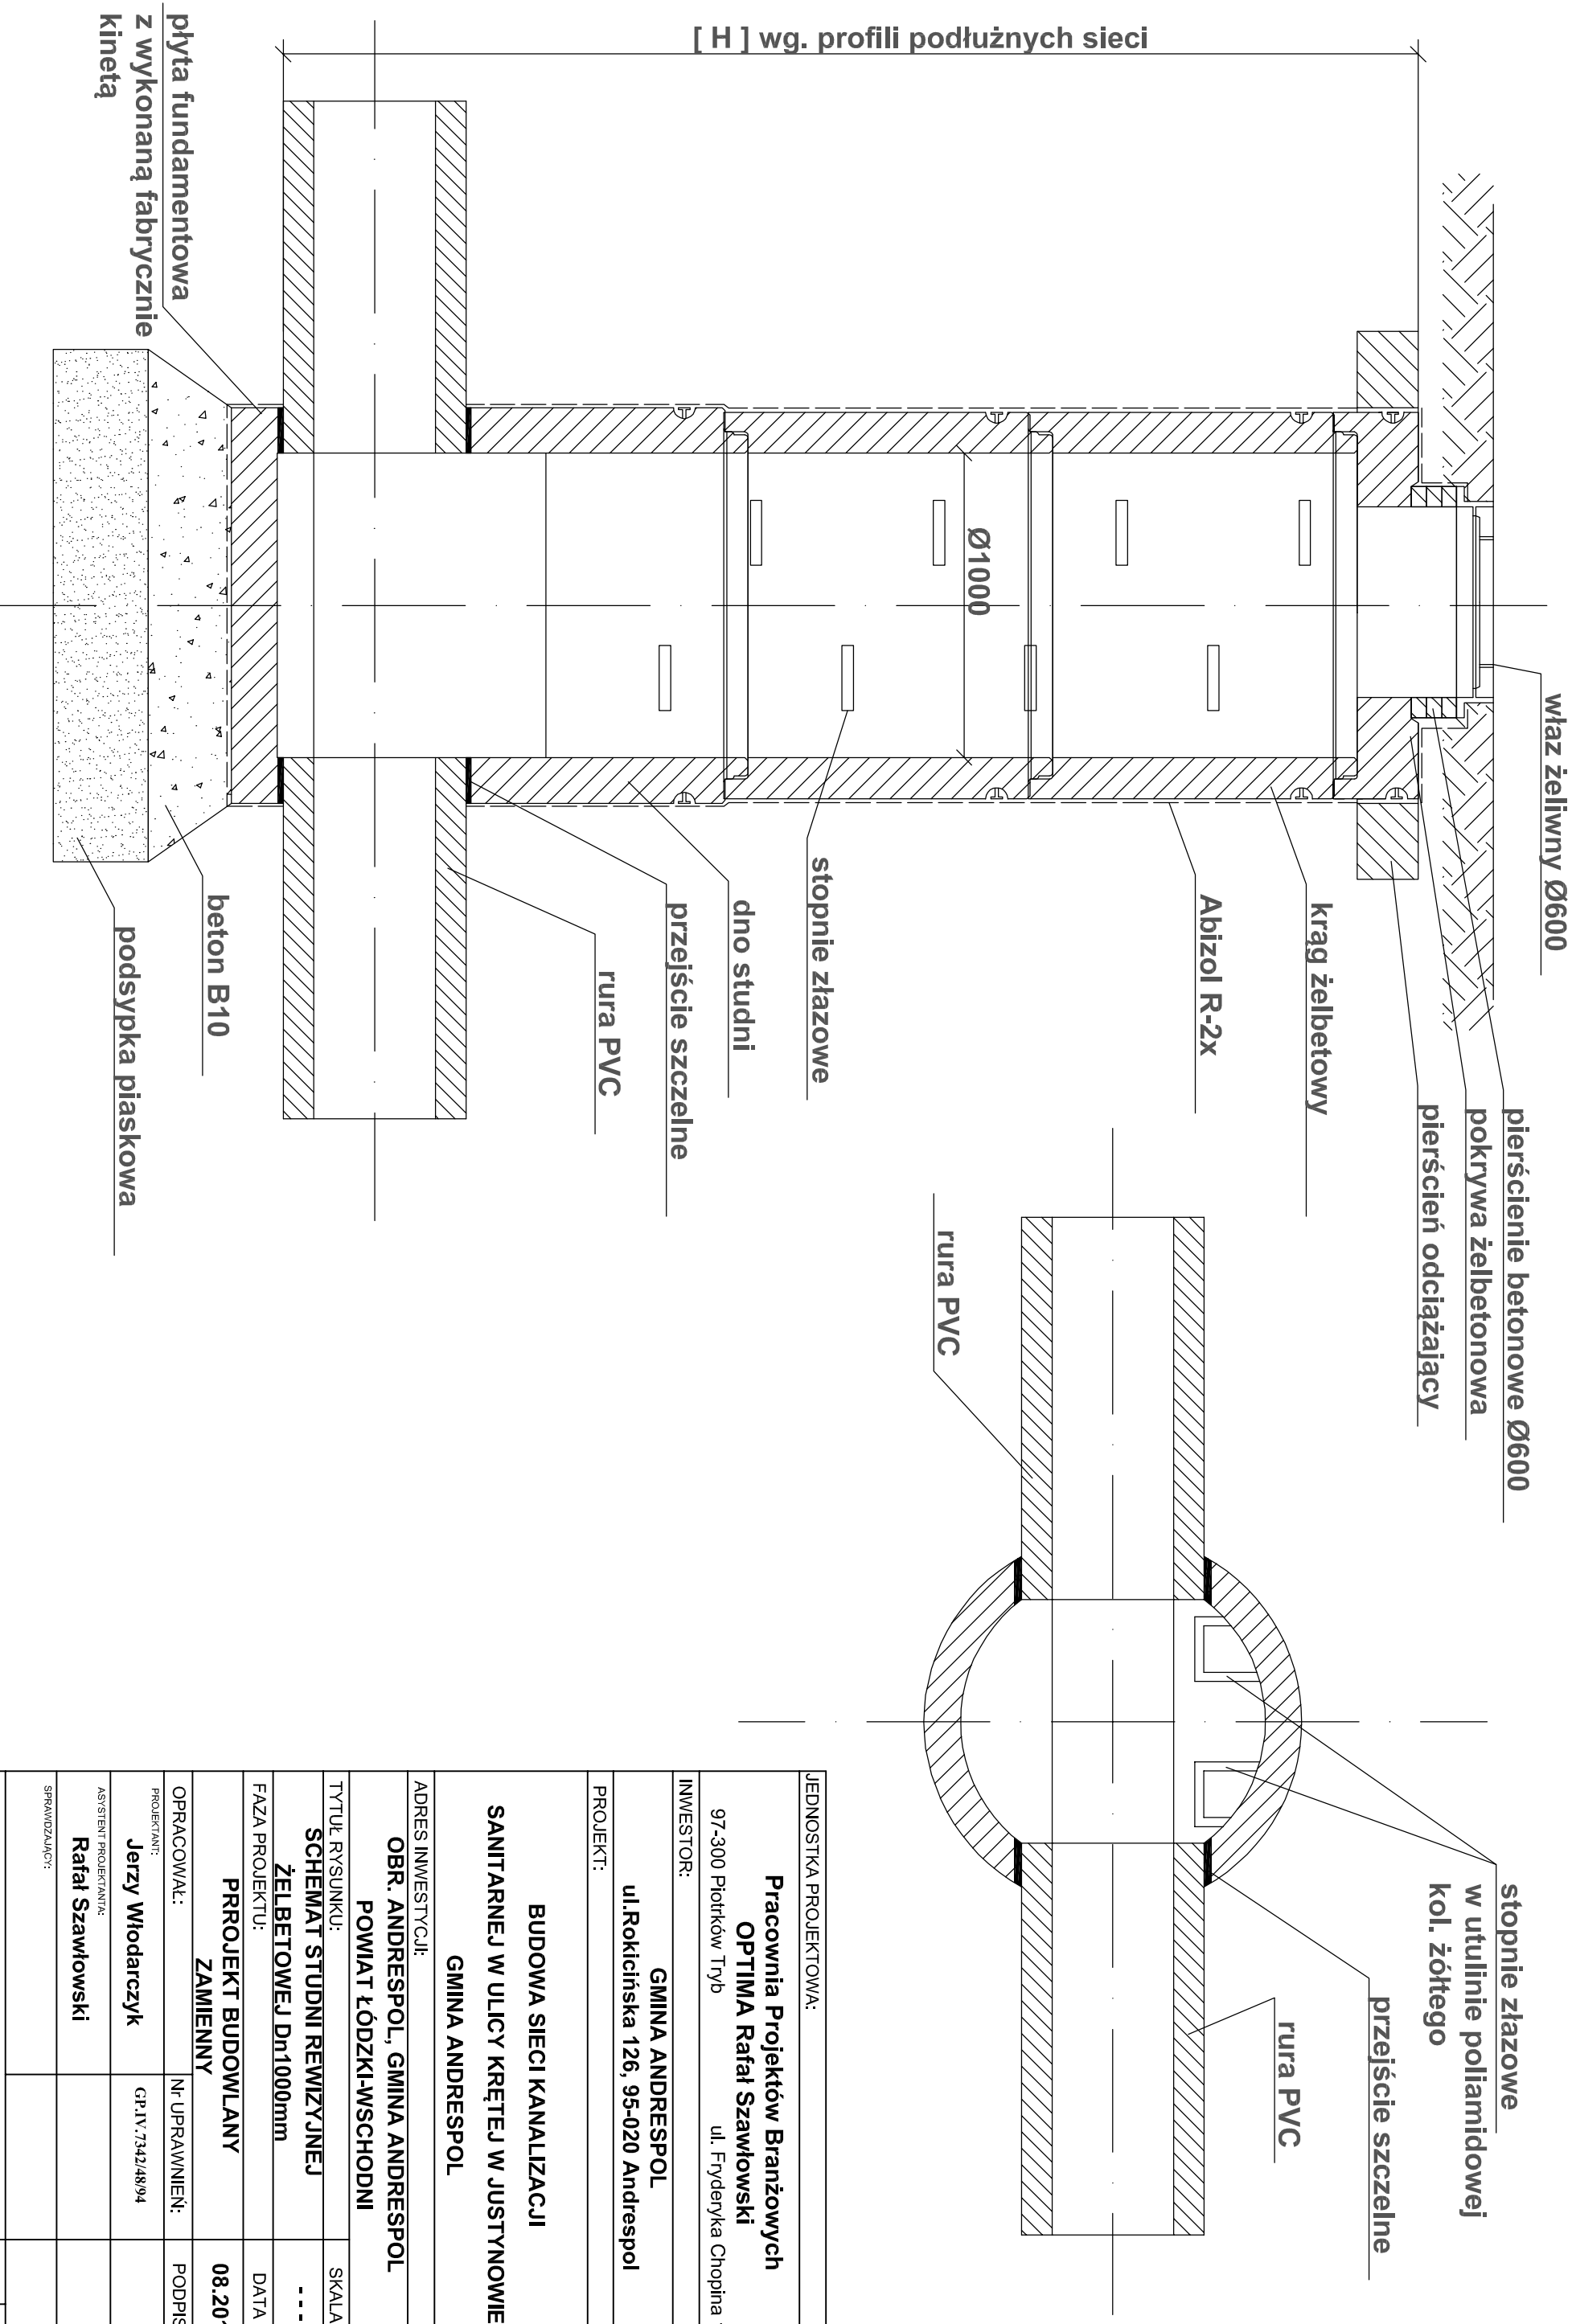 [ H ] wg. profili podłużnych sieci
płyta fundamentowa
z wykonaną fabrycznie
kinetą
Ø1000
właz żeliwny Ø600
pierścienie betonowe Ø600
pokrywa żelbetonowa
pierścień odciążający
krąg żelbetowy
Abizol R-2x
stopnie złazowe
dno studni
przejście szczelne
rura PVC
beton B10
podsypka piaskowa
rura PVC
stopnie złazowe
w utulinie poliamidowej
kol. żółtego
przejście szczelne
rura PVC
JEDNOSTKA PROJEKTOWA:
Pracownia Projektów Branżowych
OPTIMA Rafał Szawłowski
97-300 Piotrków Tryb ul. Fryderyka Chopina
INWESTOR:
GMINA ANDRESPOL
ul.Rokicińska 126, 95-020 Andrespol
PROJEKT:
BUDOWA SIECI KANALIZACJI
SANITARNEJ W ULICY KRĘTEJ W JUSTYNOWIE
GMINA ANDRESPOL
ADRES INWESTYCJI:
OBR. ANDRESPOL, GMINA ANDRESPOL
POWIAT ŁÓDZKI-WSCHODNI
TYTUŁ RYSUNKU: SKALA
SCHEMAT STUDNI REWIZYJNEJ
ŻELBETOWEJ Dn1000mm - - -
FAZA PROJEKTU: DATA
PRROJEKT BUDOWLANY
ZAMIENNY 08.20
OPRACOWAŁ: Nr UPRAWNIEŃ: PODPIS
PROJEKTANT:
Jerzy Włodarczyk GP.IV.7342/48/94
ASYSTENT PROJEKTANTA:
Rafał Szawłowski
SPRAWDZAJĄCY: